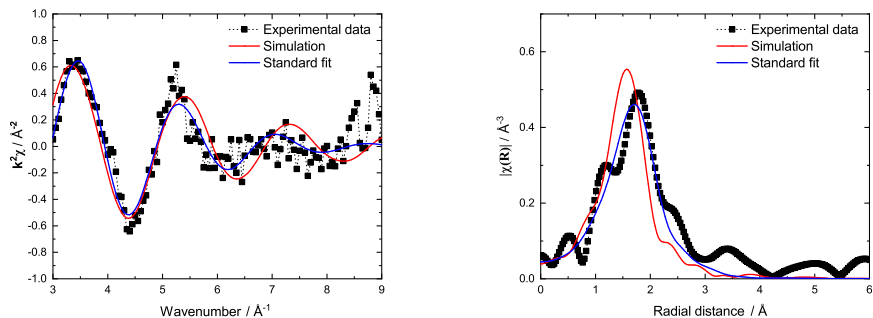 Experimental data
Simulation
Standard fit
1.0
0.8
0.6
0.4
0.2
0.0
-0.2
-0.4
-0.6
-0.8
-1.0
k²χ / Å⁻²
3 4 5 6 7 8 9
Wavenumber / Å⁻¹
Experimental data
Simulation
Standard fit
0.6
0.4
0.2
0.0
|χ(R)| / Å⁻³
0 1 2 3 4 5 6
Radial distance / Å